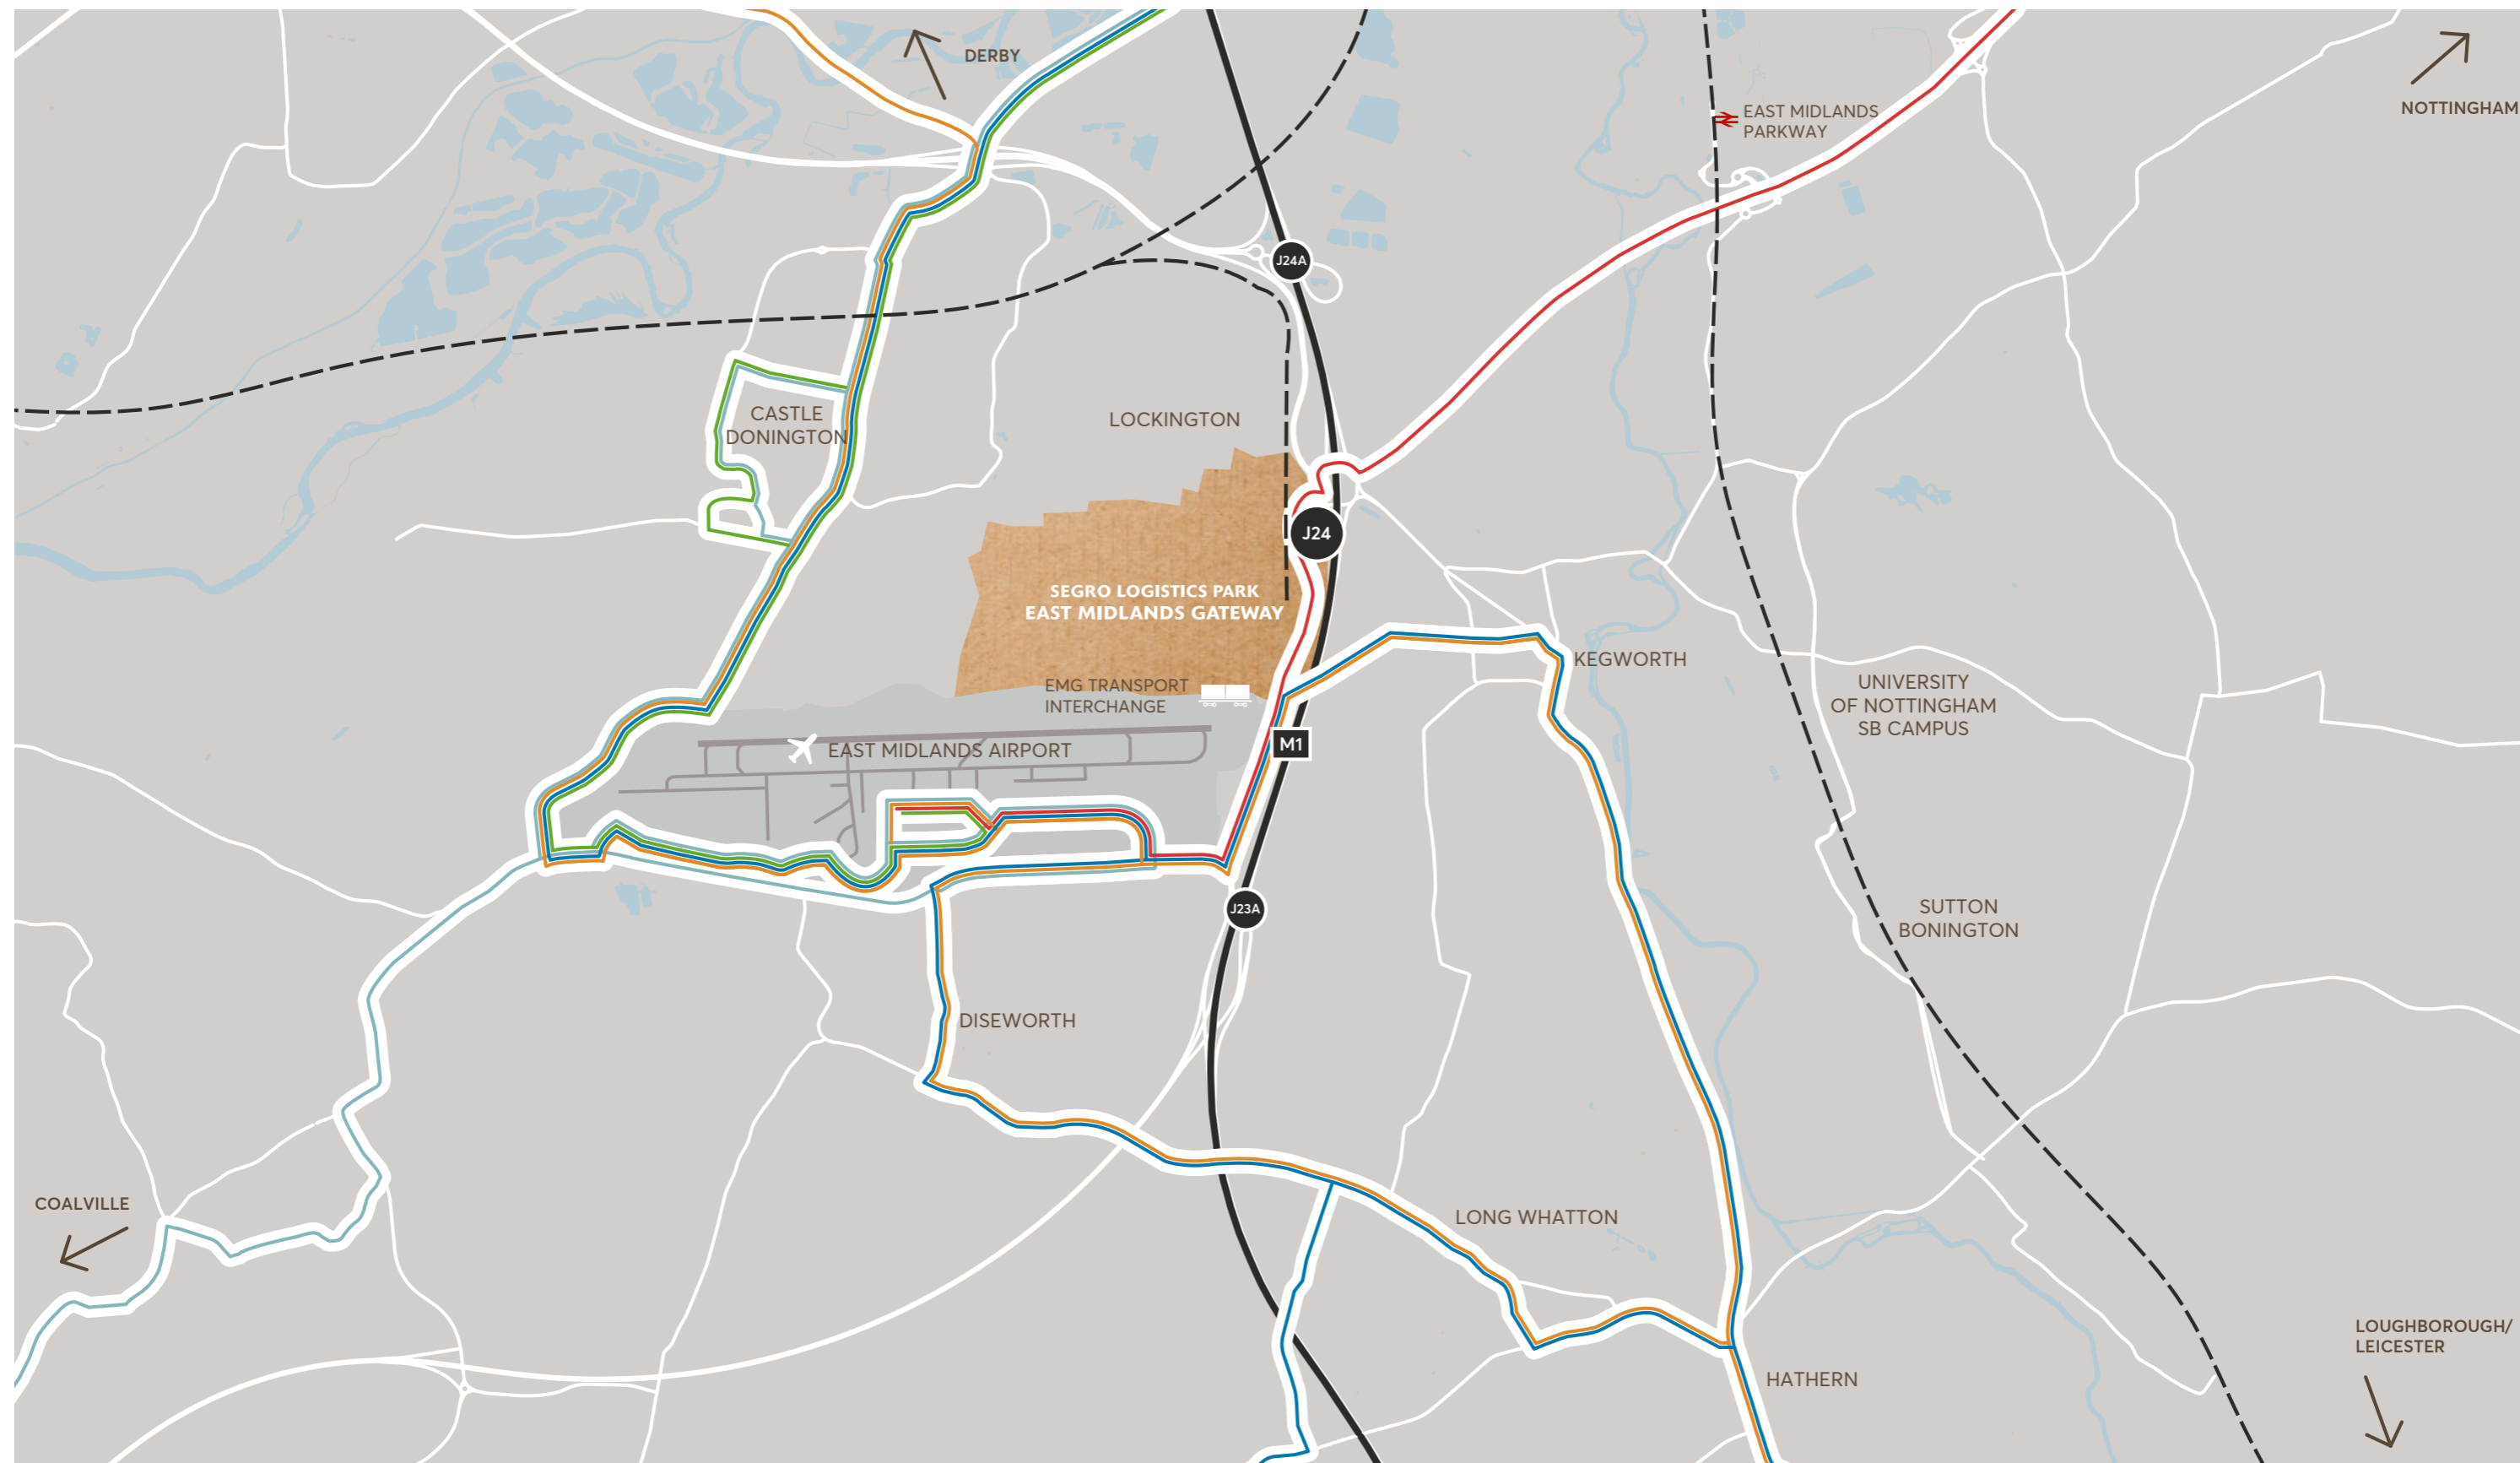 DERBY
NOTTINGHAM
EAST MIDLANDS
PARKWAY
J24A
CASTLE
DONINGTON
LOCKINGTON
J24
SEGRO LOGISTICS PARK
EAST MIDLANDS GATEWAY
KEGWORTH
EMG TRANSPORT
INTERCHANGE
UNIVERSITY
OF NOTTINGHAM
SB CAMPUS
M1
EAST MIDLANDS AIRPORT
J23A
SUTTON
BONINGTON
DISEWORTH
COALVILLE
LONG WHATTON
LOUGHBOROUGH/
LEICESTER
HATHERN